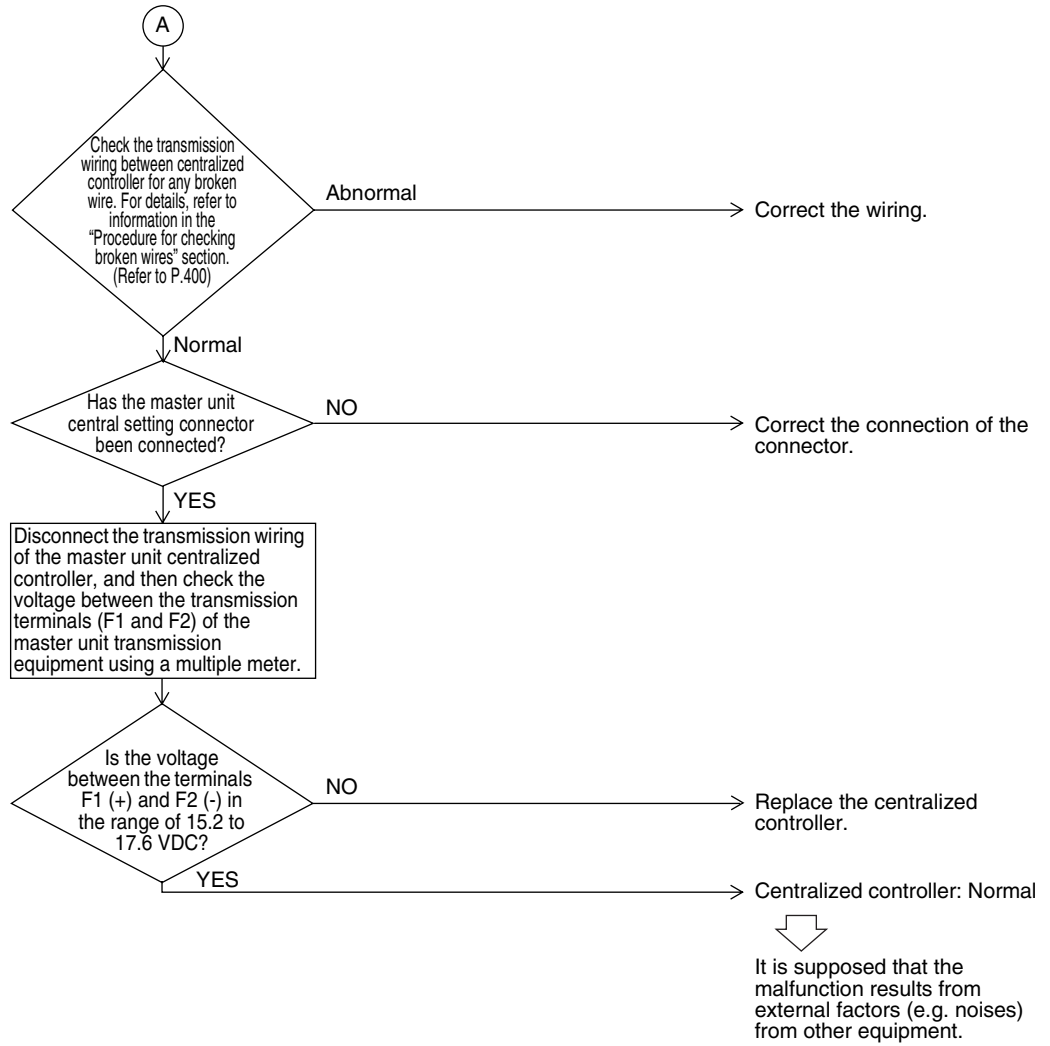 A
Check the transmission
wiring between centralized
controller for any broken
wire. For details, refer to
information in the
“Procedure for checking
broken wires” section.
(Refer to P.400)
Abnormal
Correct the wiring.
Normal
Has the master unit
central setting connector
been connected?
NO
Correct the connection of the
connector.
YES
Disconnect the transmission wiring
of the master unit centralized
controller, and then check the
voltage between the transmission
terminals (F1 and F2) of the
master unit transmission
equipment using a multiple meter.
Is the voltage
between the terminals
F1 (+) and F2 (-) in
the range of 15.2 to
17.6 VDC?
NO
Replace the centralized
controller.
YES
Centralized controller: Normal
It is supposed that the
malfunction results from
external factors (e.g. noises)
from other equipment.